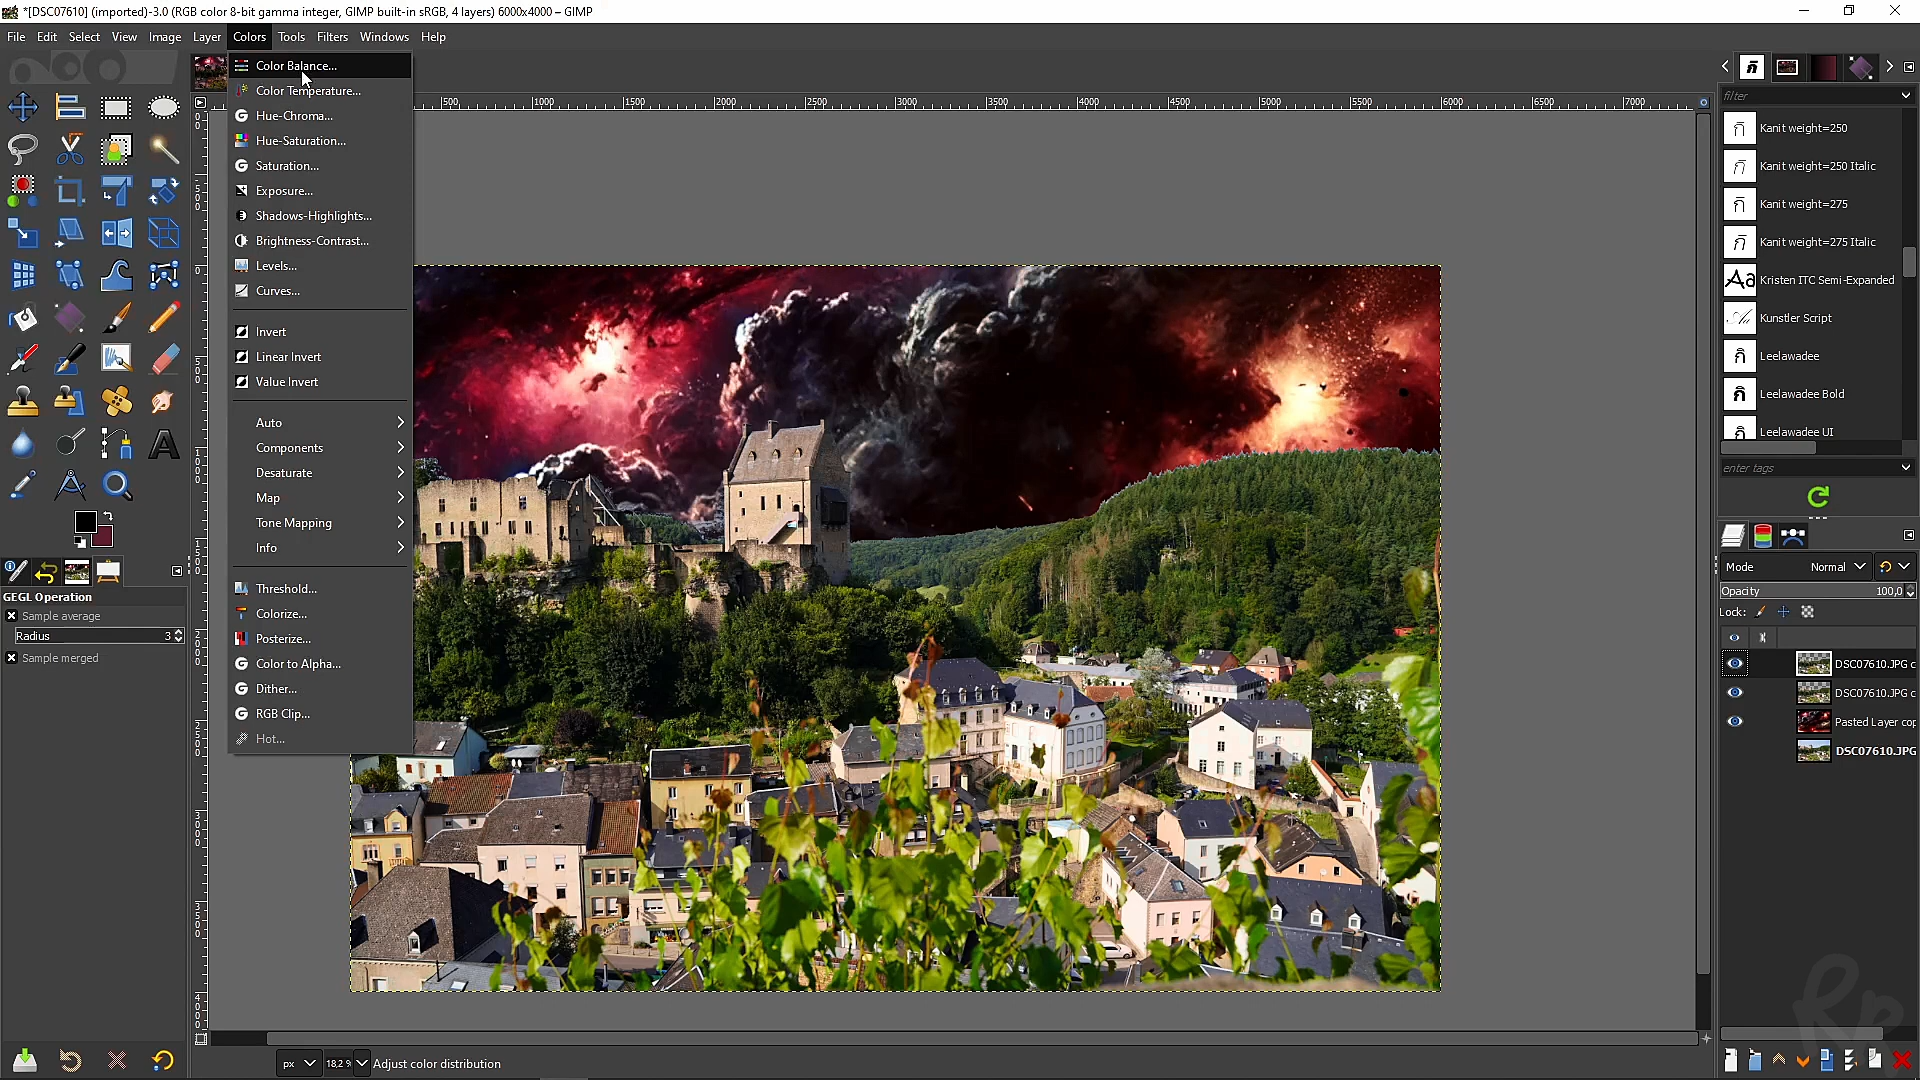 *[DSC07610] (imported)-3.0 (RGB color 8-bit gamma integer, GIMP built-in sRGB, 4 layers) 6000x4000 – GIMP
File Edit Select View Image Layer Colors Tools Filters Windows Help
Color Balance...
Color Temperature...
Hue-Chroma...
Hue-Saturation...
Saturation...
Exposure...
Shadows-Highlights...
Brightness-Contrast...
Levels...
Curves...
Invert
Linear Invert
Value Invert
Auto
Components
Desaturate
Map
Tone Mapping
Info
Threshold...
Colorize...
Posterize...
Color to Alpha...
Dither...
RGB Clip...
Hot...
500 1000 1500 2000 2500 3000 3500 4000 4500 5000 5500 6000 6500 7000
GEGL Operation
Sample average
Radius 3
Sample merged
px 18,2 % Adjust color distribution
filter
Kanit weight=250
Kanit weight=250 Italic
Kanit weight=275
Kanit weight=275 Italic
Kristen ITC Semi-Expanded
Kunstler Script
Leelawadee
Leelawadee Bold
Leelawadee UI
enter tags
Mode Normal
Opacity 100,0
Lock:
DSC07610.JPG c
DSC07610.JPG c
Pasted Layer cop
DSC07610.JPG